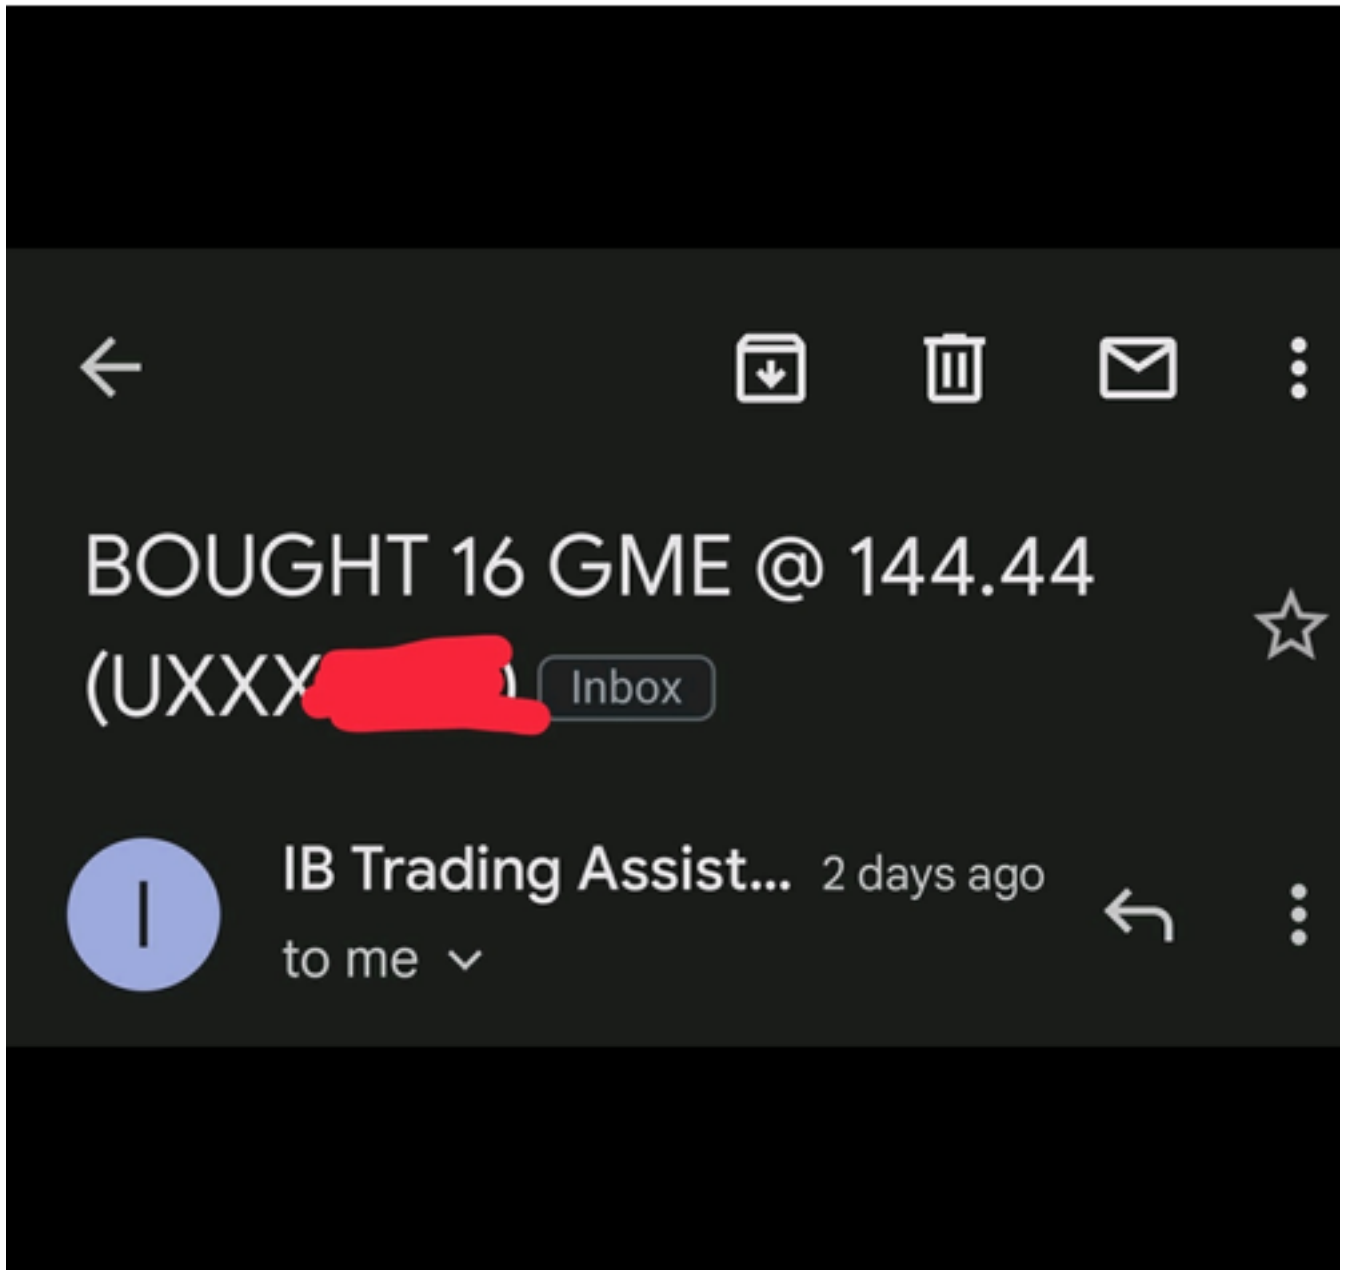 BOUGHT 16 GME @ 144.44
(UXXX ) Inbox
I
IB Trading Assist... 2 days ago
to me